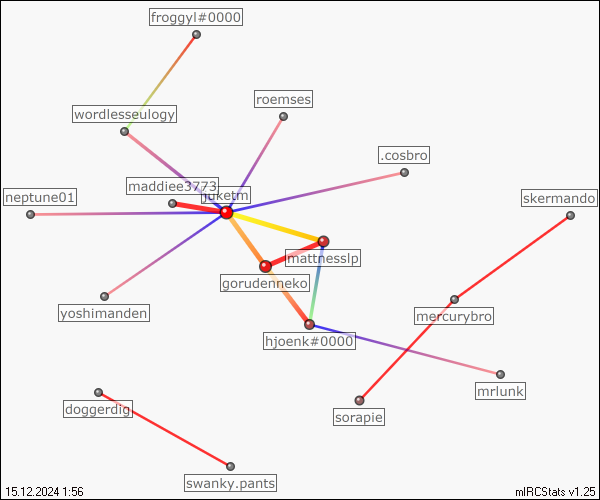 froggyl#0000
roemses
wordlesseulogy
.cosbro
maddiee3773
juketm
neptune01
skermando
mattnesslp
gorudenneko
yoshimanden
mercurybro
hjoenk#0000
mrlunk
doggerdig
sorapie
swanky.pants
15.12.2024 1:56
mIRCStats v1.25